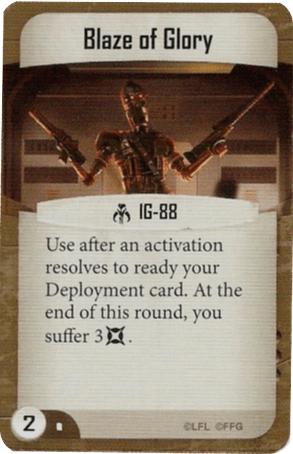 Blaze of Glory
IG-88
Use after an activation
resolves to ready your
Deployment card. At the
end of this round, you
suffer 3 .
2
©LFL ©FFG